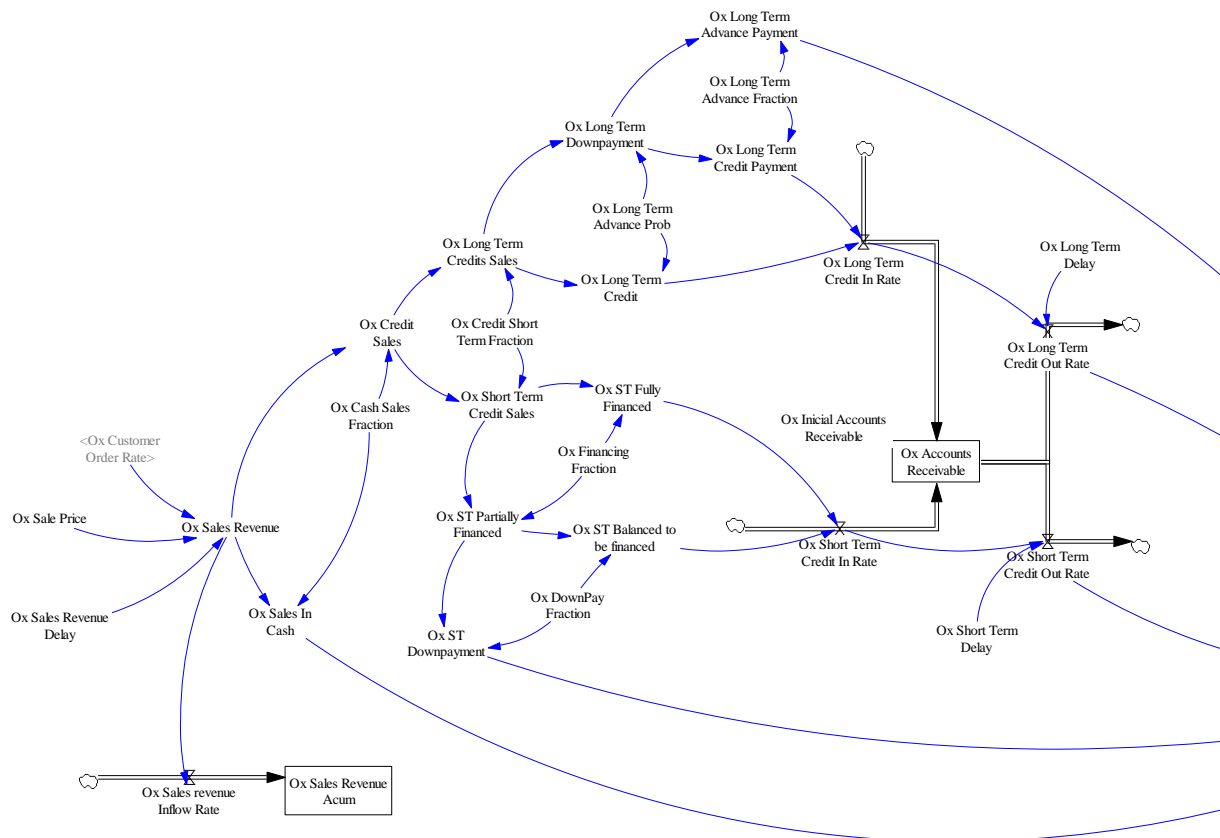 Ox Long Term
Advance Payment
Ox Long Term
Advance Fraction
Ox Long Term
Downpayment
Ox Long Term
Credit Payment
Ox Long Term
Advance Prob
Ox Long Term
Credits Sales
Ox Long Term
Credit
Ox Long Term
Credit In Rate
Ox Long Term
Delay
Ox Credit
Sales
Ox Credit Short
Term Fraction
Ox Long Term
Credit Out Rate
Ox Cash Sales
Fraction
Ox Short Term
Credit Sales
Ox ST Fully
Financed
Ox Inicial Accounts
Receivable
<Ox Customer
Order Rate>
Ox Financing
Fraction
Ox Accounts
Receivable
Ox Sale Price
Ox Sales Revenue
Ox ST Partially
Financed
Ox ST Balanced to
be financed
Ox Short Term
Credit In Rate
Ox Short Term
Credit Out Rate
Ox Sales Revenue
Delay
Ox Sales In
Cash
Ox DownPay
Fraction
Ox ST
Downpayment
Ox Short Term
Delay
Ox Sales revenue
Inflow Rate
Ox Sales Revenue
Acum